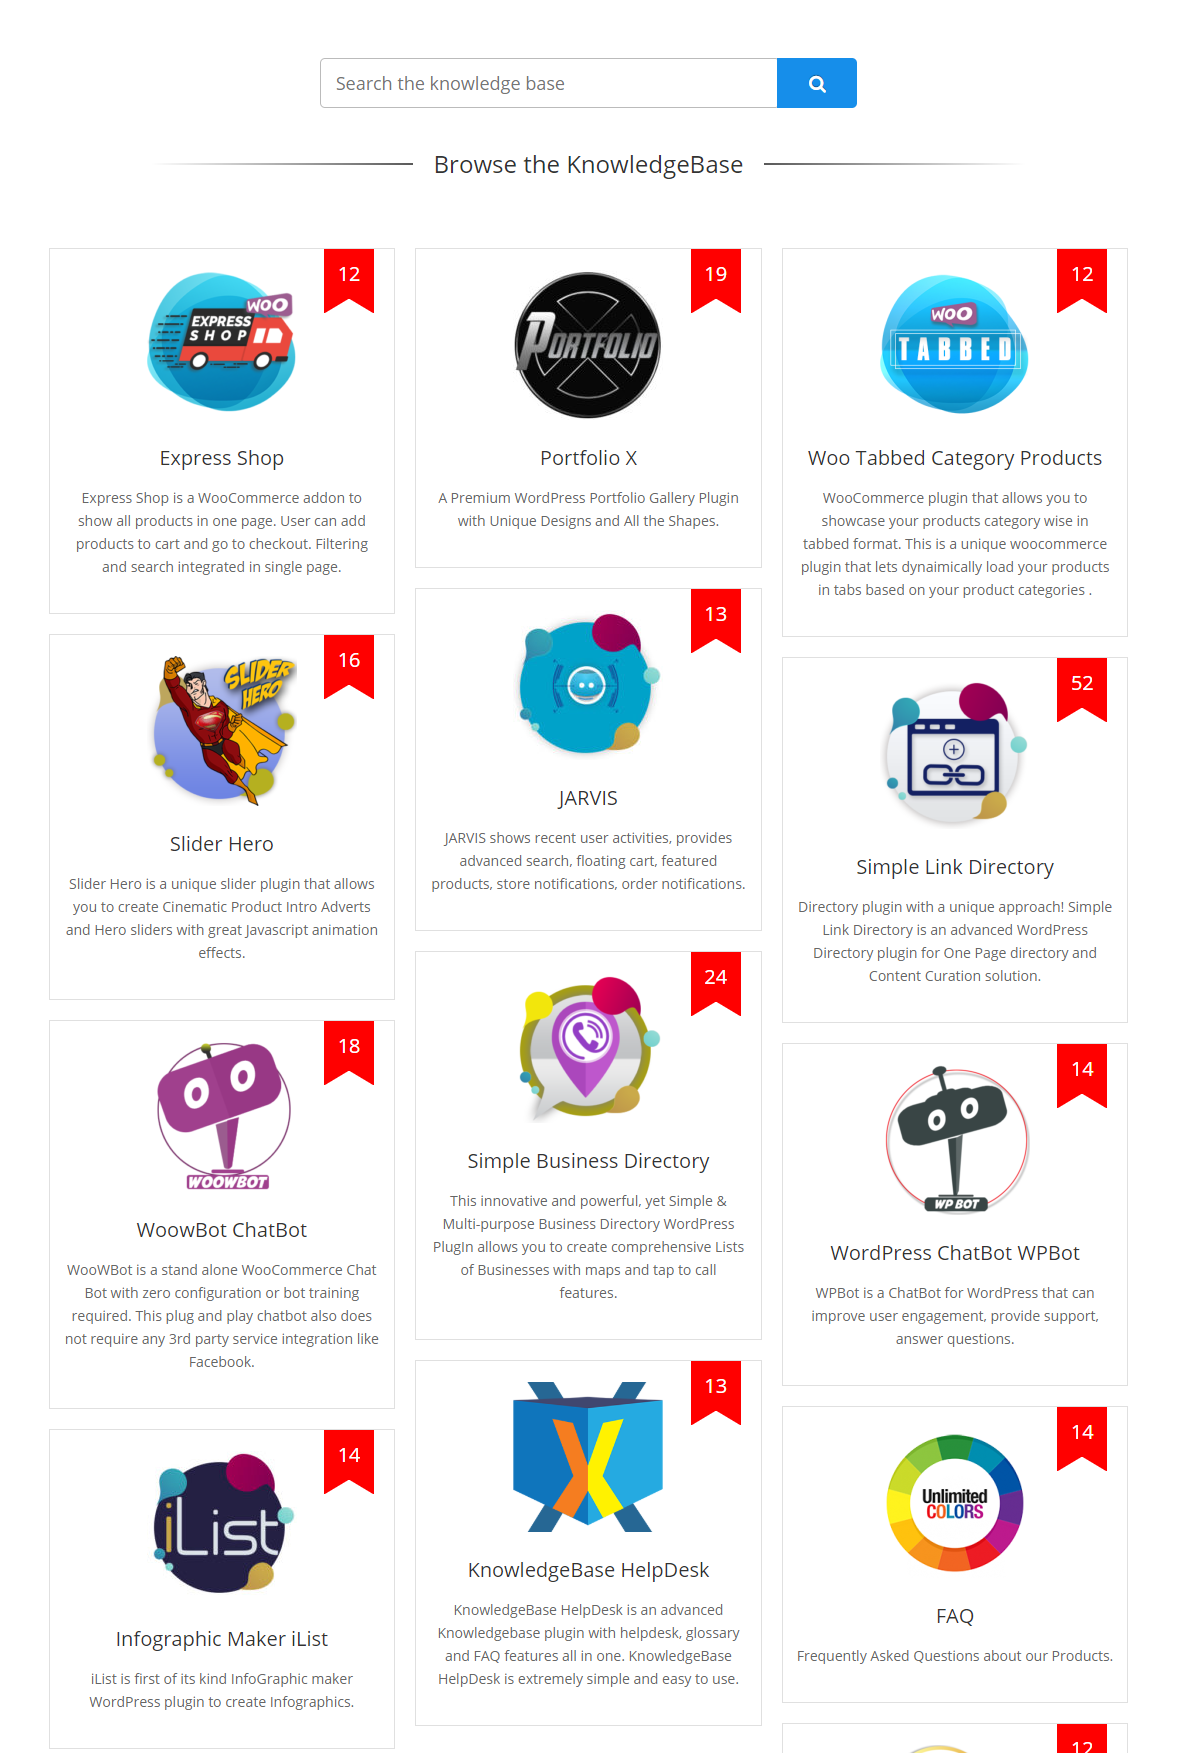 Search the knowledge base
Browse the KnowledgeBase
12
WOO
EXPRESS
SHOP
Express Shop
Express Shop is a WooCommerce addon to
show all products in one page. User can add
products to cart and go to checkout. Filtering
and search integrated in single page.
16
SLIDER
HERO
Slider Hero
Slider Hero is a unique slider plugin that allows
you to create Cinematic Product Intro Adverts
and Hero sliders with great Javascript animation
effects.
18
WOOWBOT
WoowBot ChatBot
WooWBot is a stand alone WooCommerce Chat
Bot with zero configuration or bot training
required. This plug and play chatbot also does
not require any 3rd party service integration like
Facebook.
14
iList
Infographic Maker iList
iList is first of its kind InfoGraphic maker
WordPress plugin to create Infographics.
19
PORTFOLIO
Portfolio X
A Premium WordPress Portfolio Gallery Plugin
with Unique Designs and All the Shapes.
13
JARVIS
JARVIS shows recent user activities, provides
advanced search, floating cart, featured
products, store notifications, order notifications.
24
Simple Business Directory
This innovative and powerful, yet Simple &
Multi-purpose Business Directory WordPress
PlugIn allows you to create comprehensive Lists
of Businesses with maps and tap to call
features.
13
KnowledgeBase HelpDesk
KnowledgeBase HelpDesk is an advanced
Knowledgebase plugin with helpdesk, glossary
and FAQ features all in one. KnowledgeBase
HelpDesk is extremely simple and easy to use.
12
WOO
TABBED
Woo Tabbed Category Products
WooCommerce plugin that allows you to
showcase your products category wise in
tabbed format. This is a unique woocommerce
plugin that lets dynaimically load your products
in tabs based on your product categories .
52
Simple Link Directory
Directory plugin with a unique approach! Simple
Link Directory is an advanced WordPress
Directory plugin for One Page directory and
Content Curation solution.
14
WPBOT
WordPress ChatBot WPBot
WPBot is a ChatBot for WordPress that can
improve user engagement, provide support,
answer questions.
14
Unlimited
COLORS
FAQ
Frequently Asked Questions about our Products.
12